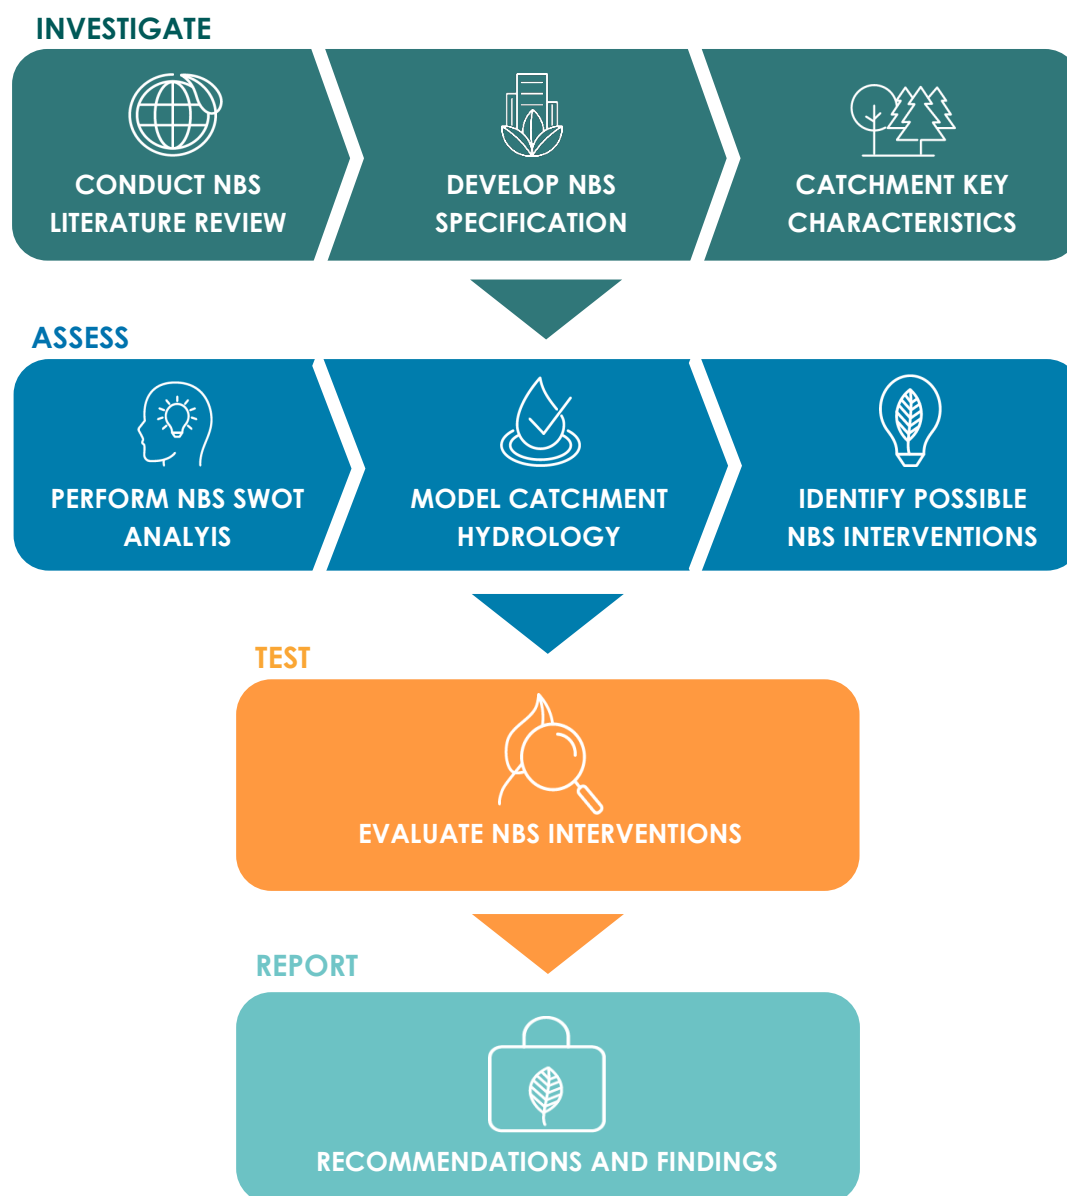 INVESTIGATE
CONDUCT NBS
LITERATURE REVIEW
DEVELOP NBS
SPECIFICATION
CATCHMENT KEY
CHARACTERISTICS
ASSESS
PERFORM NBS SWOT
ANALYIS
MODEL CATCHMENT
HYDROLOGY
IDENTIFY POSSIBLE
NBS INTERVENTIONS
TEST
EVALUATE NBS INTERVENTIONS
REPORT
RECOMMENDATIONS AND FINDINGS